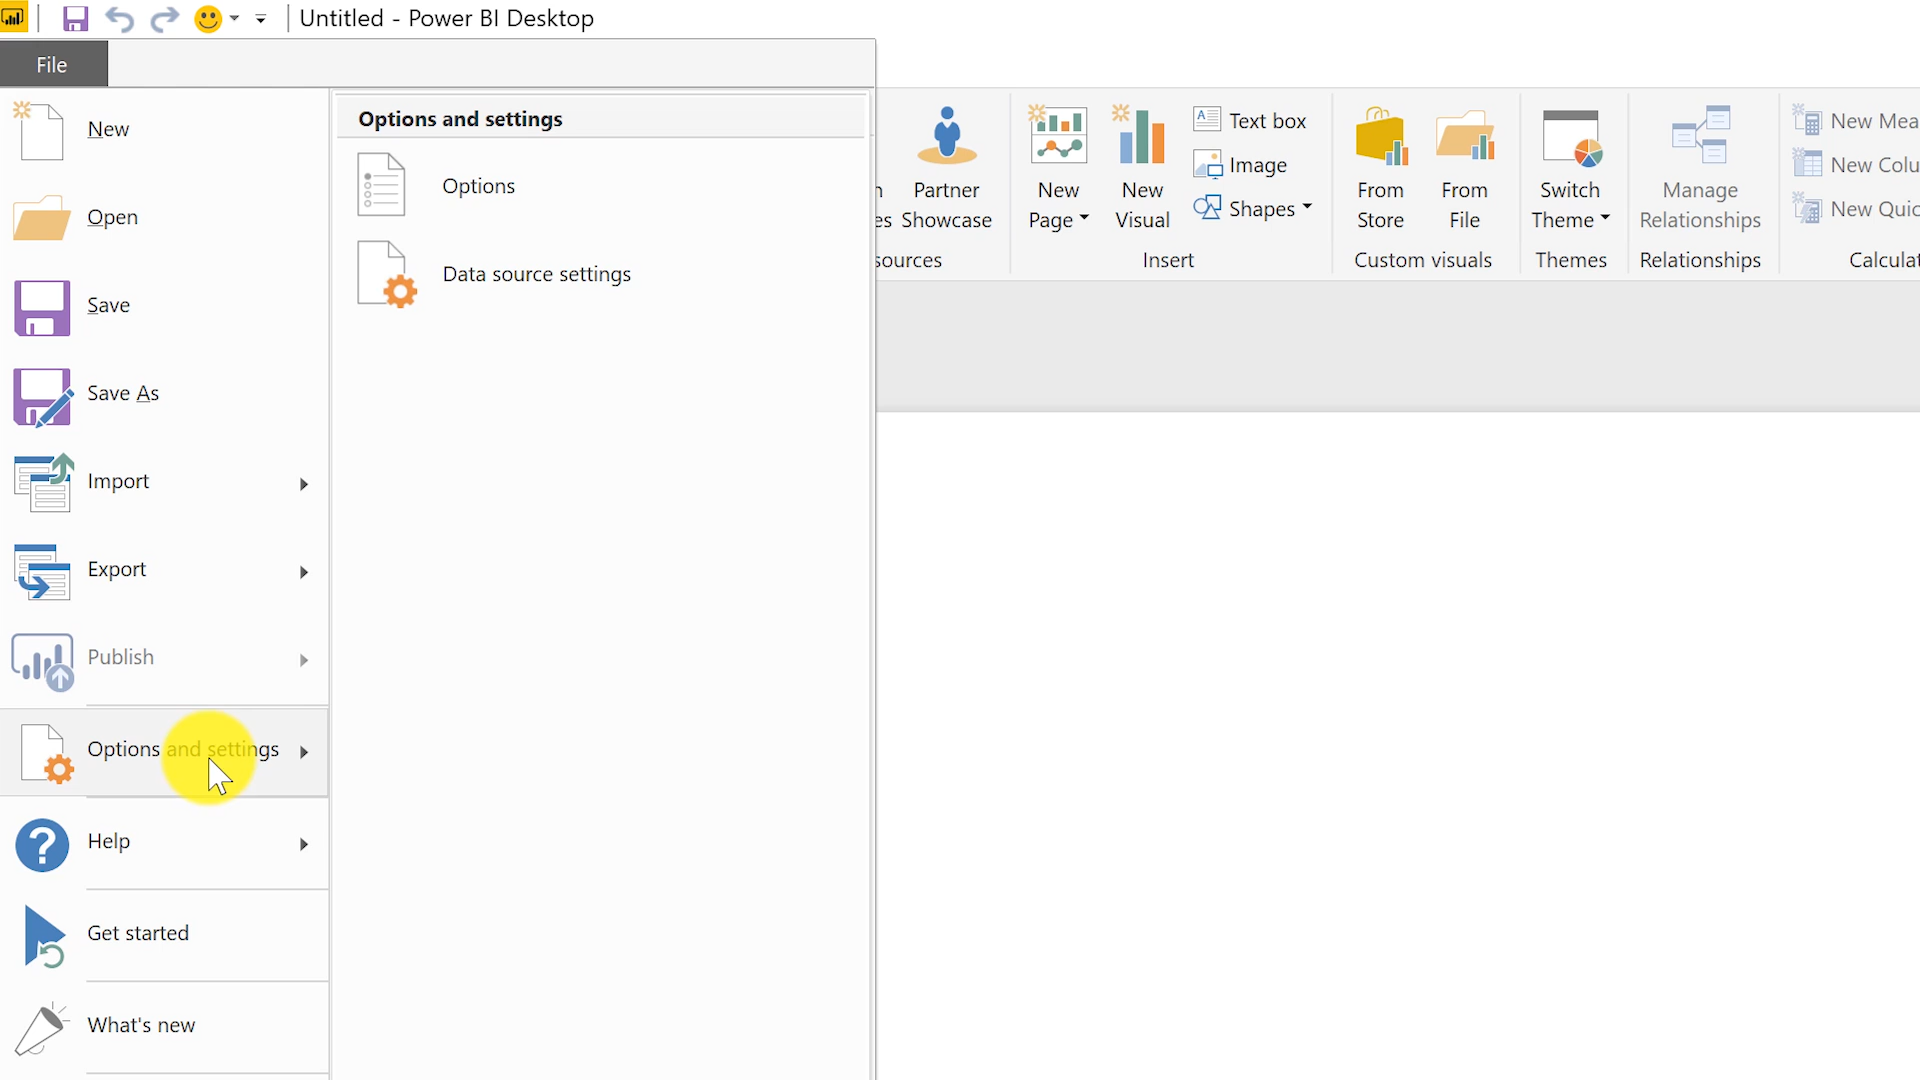 Untitled - Power BI Desktop
File
New
Open
Save
Save As
Import
Export
Publish
Options and settings
Help
Get started
What's new
Options and settings
Options
Data source settings
n
es
Partner
Showcase
sources
New
Page
New
Visual
Text box
Image
Shapes
Insert
From
Store
From
File
Custom visuals
Switch
Theme
Themes
Manage
Relationships
Relationships
New Mea
New Colu
New Quic
Calculat